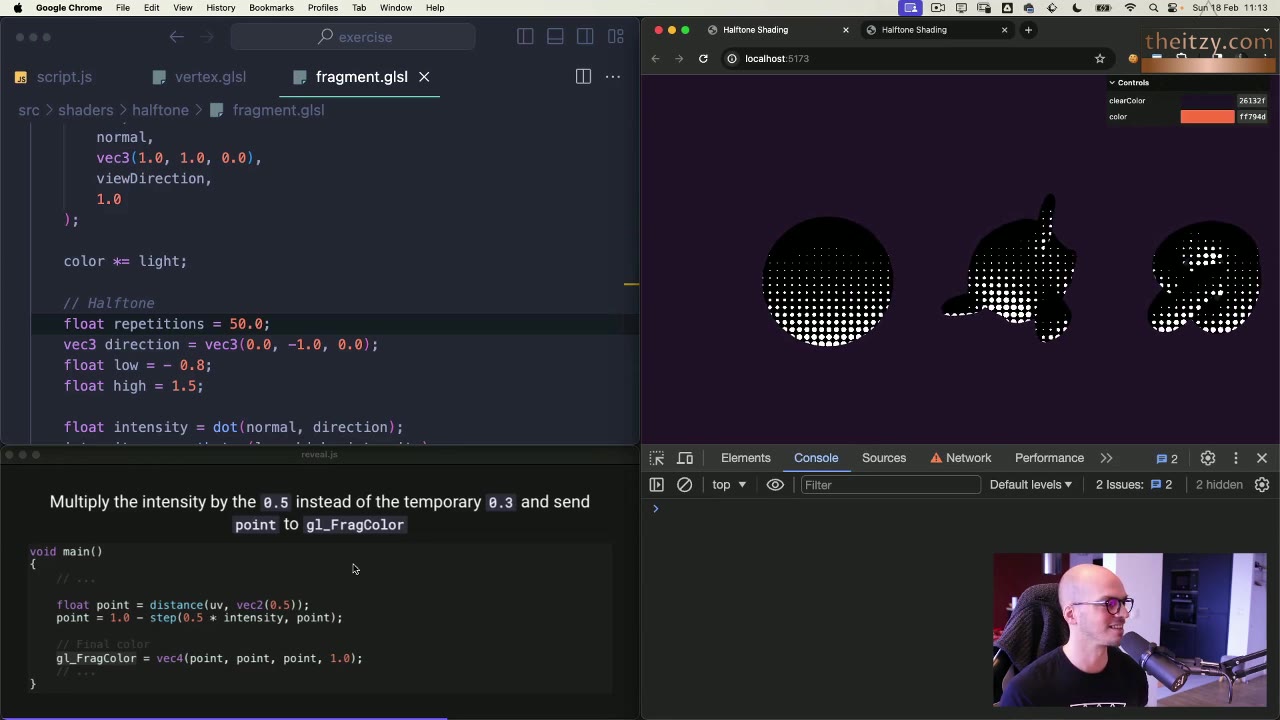 Google Chrome File Edit View History Bookmarks Profiles Tab Window Help Sun 18 Feb 11:13
exercise
script.js vertex.glsl fragment.glsl
src > shaders > halftone > fragment.glsl
normal,
vec3(1.0, 1.0, 0.0),
viewDirection,
1.0
);
color *= light;
// Halftone
float repetitions = 50.0;
vec3 direction = vec3(0.0, -1.0, 0.0);
float low = - 0.8;
float high = 1.5;
float intensity = dot(normal, direction);
Halftone Shading Halftone Shading
theitzy.com
localhost:5173
Controls
clearColor 26132f
color ff794d
reveal.js
Multiply the intensity by the 0.5 instead of the temporary 0.3 and send
point to gl_FragColor
void main()
{
// ...
float point = distance(uv, vec2(0.5));
point = 1.0 - step(0.5 * intensity, point);
// Final color
gl_FragColor = vec4(point, point, point, 1.0);
// ...
}
Elements Console Sources Network Performance 2
top Filter Default levels 2 Issues: 2 2 hidden